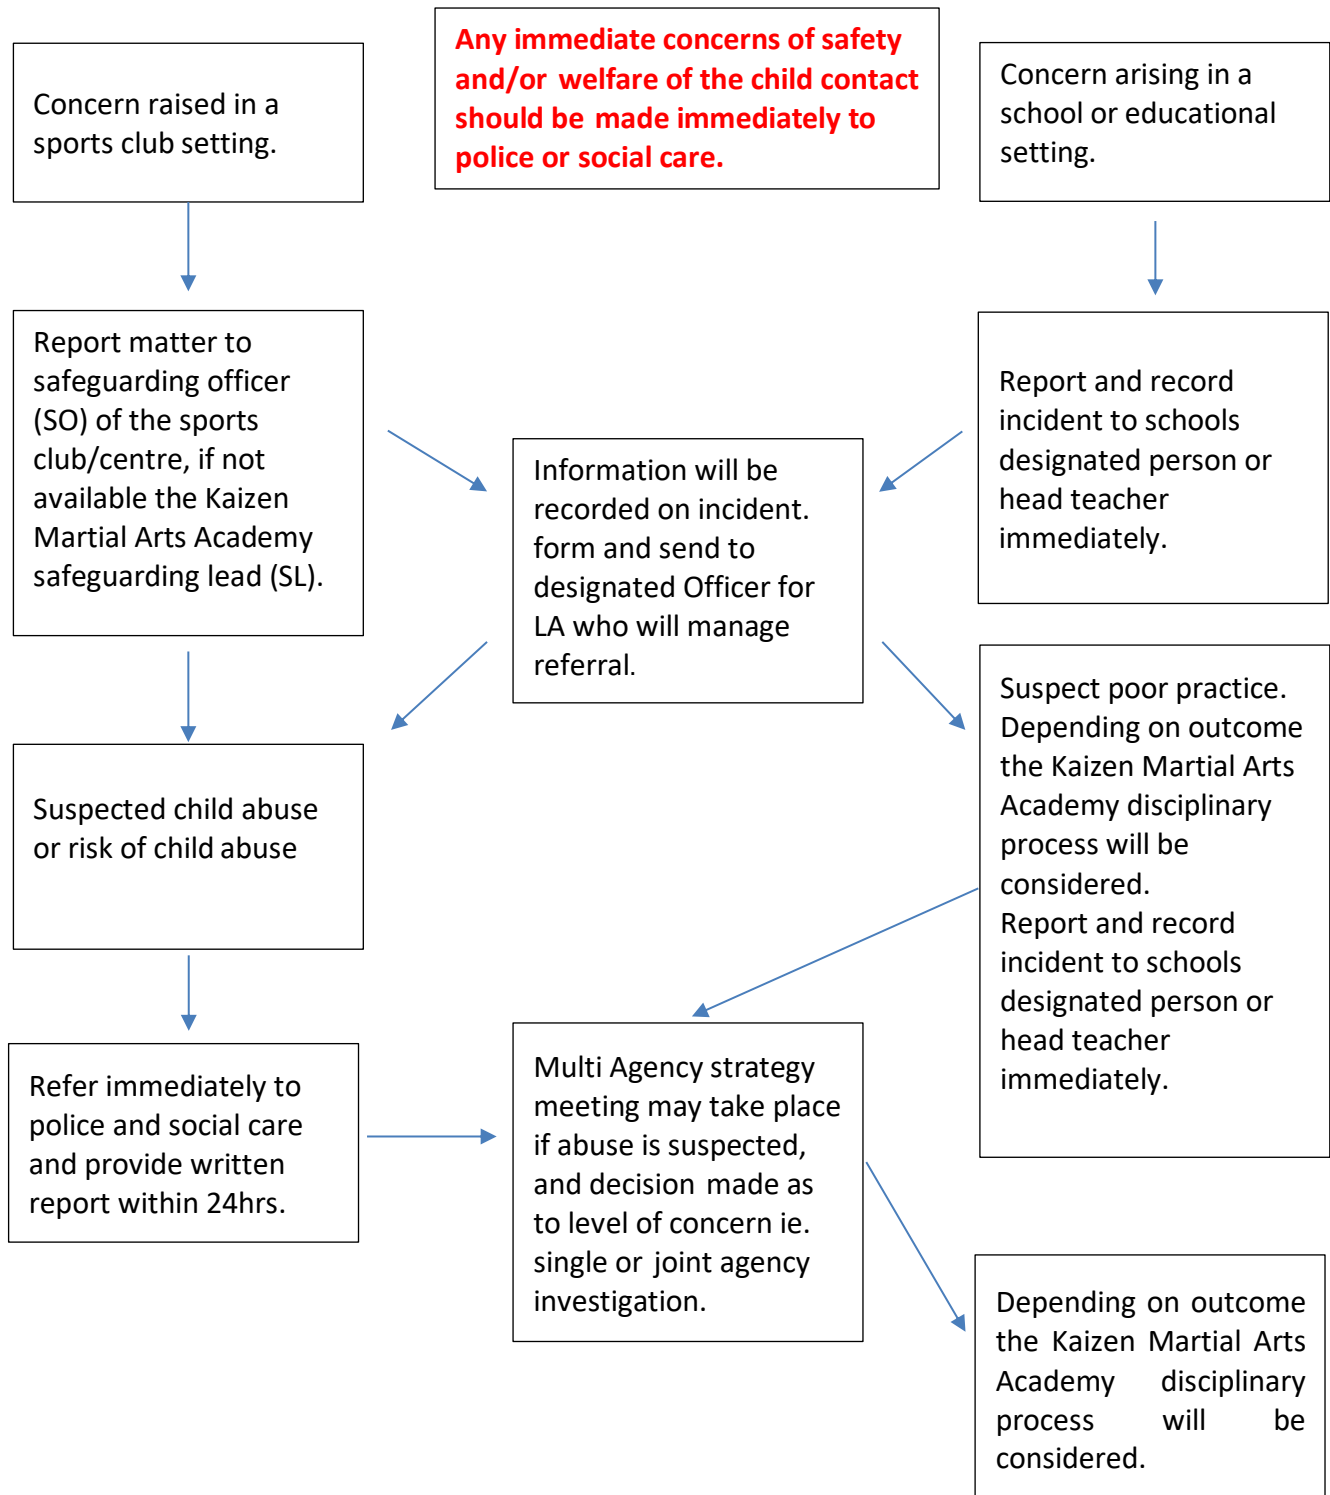 Any immediate concerns of safety
and/or welfare of the child contact
should be made immediately to
police or social care.
Concern raised in a
sports club setting.
Concern arising in a
school or educational
setting.
Report matter to
safeguarding officer
(SO) of the sports
club/centre, if not
available the Kaizen
Martial Arts Academy
safeguarding lead (SL).
Report and record
incident to schools
designated person or
head teacher
immediately.
Information will be
recorded on incident.
form and send to
designated Officer for
LA who will manage
referral.
Suspected child abuse
or risk of child abuse
Suspect poor practice.
Depending on outcome
the Kaizen Martial Arts
Academy disciplinary
process will be
considered.
Report and record
incident to schools
designated person or
head teacher
immediately.
Refer immediately to
police and social care
and provide written
report within 24hrs.
Multi Agency strategy
meeting may take place
if abuse is suspected,
and decision made as
to level of concern ie.
single or joint agency
investigation.
Depending on outcome
the Kaizen Martial Arts
Academy disciplinary
process will be
considered.